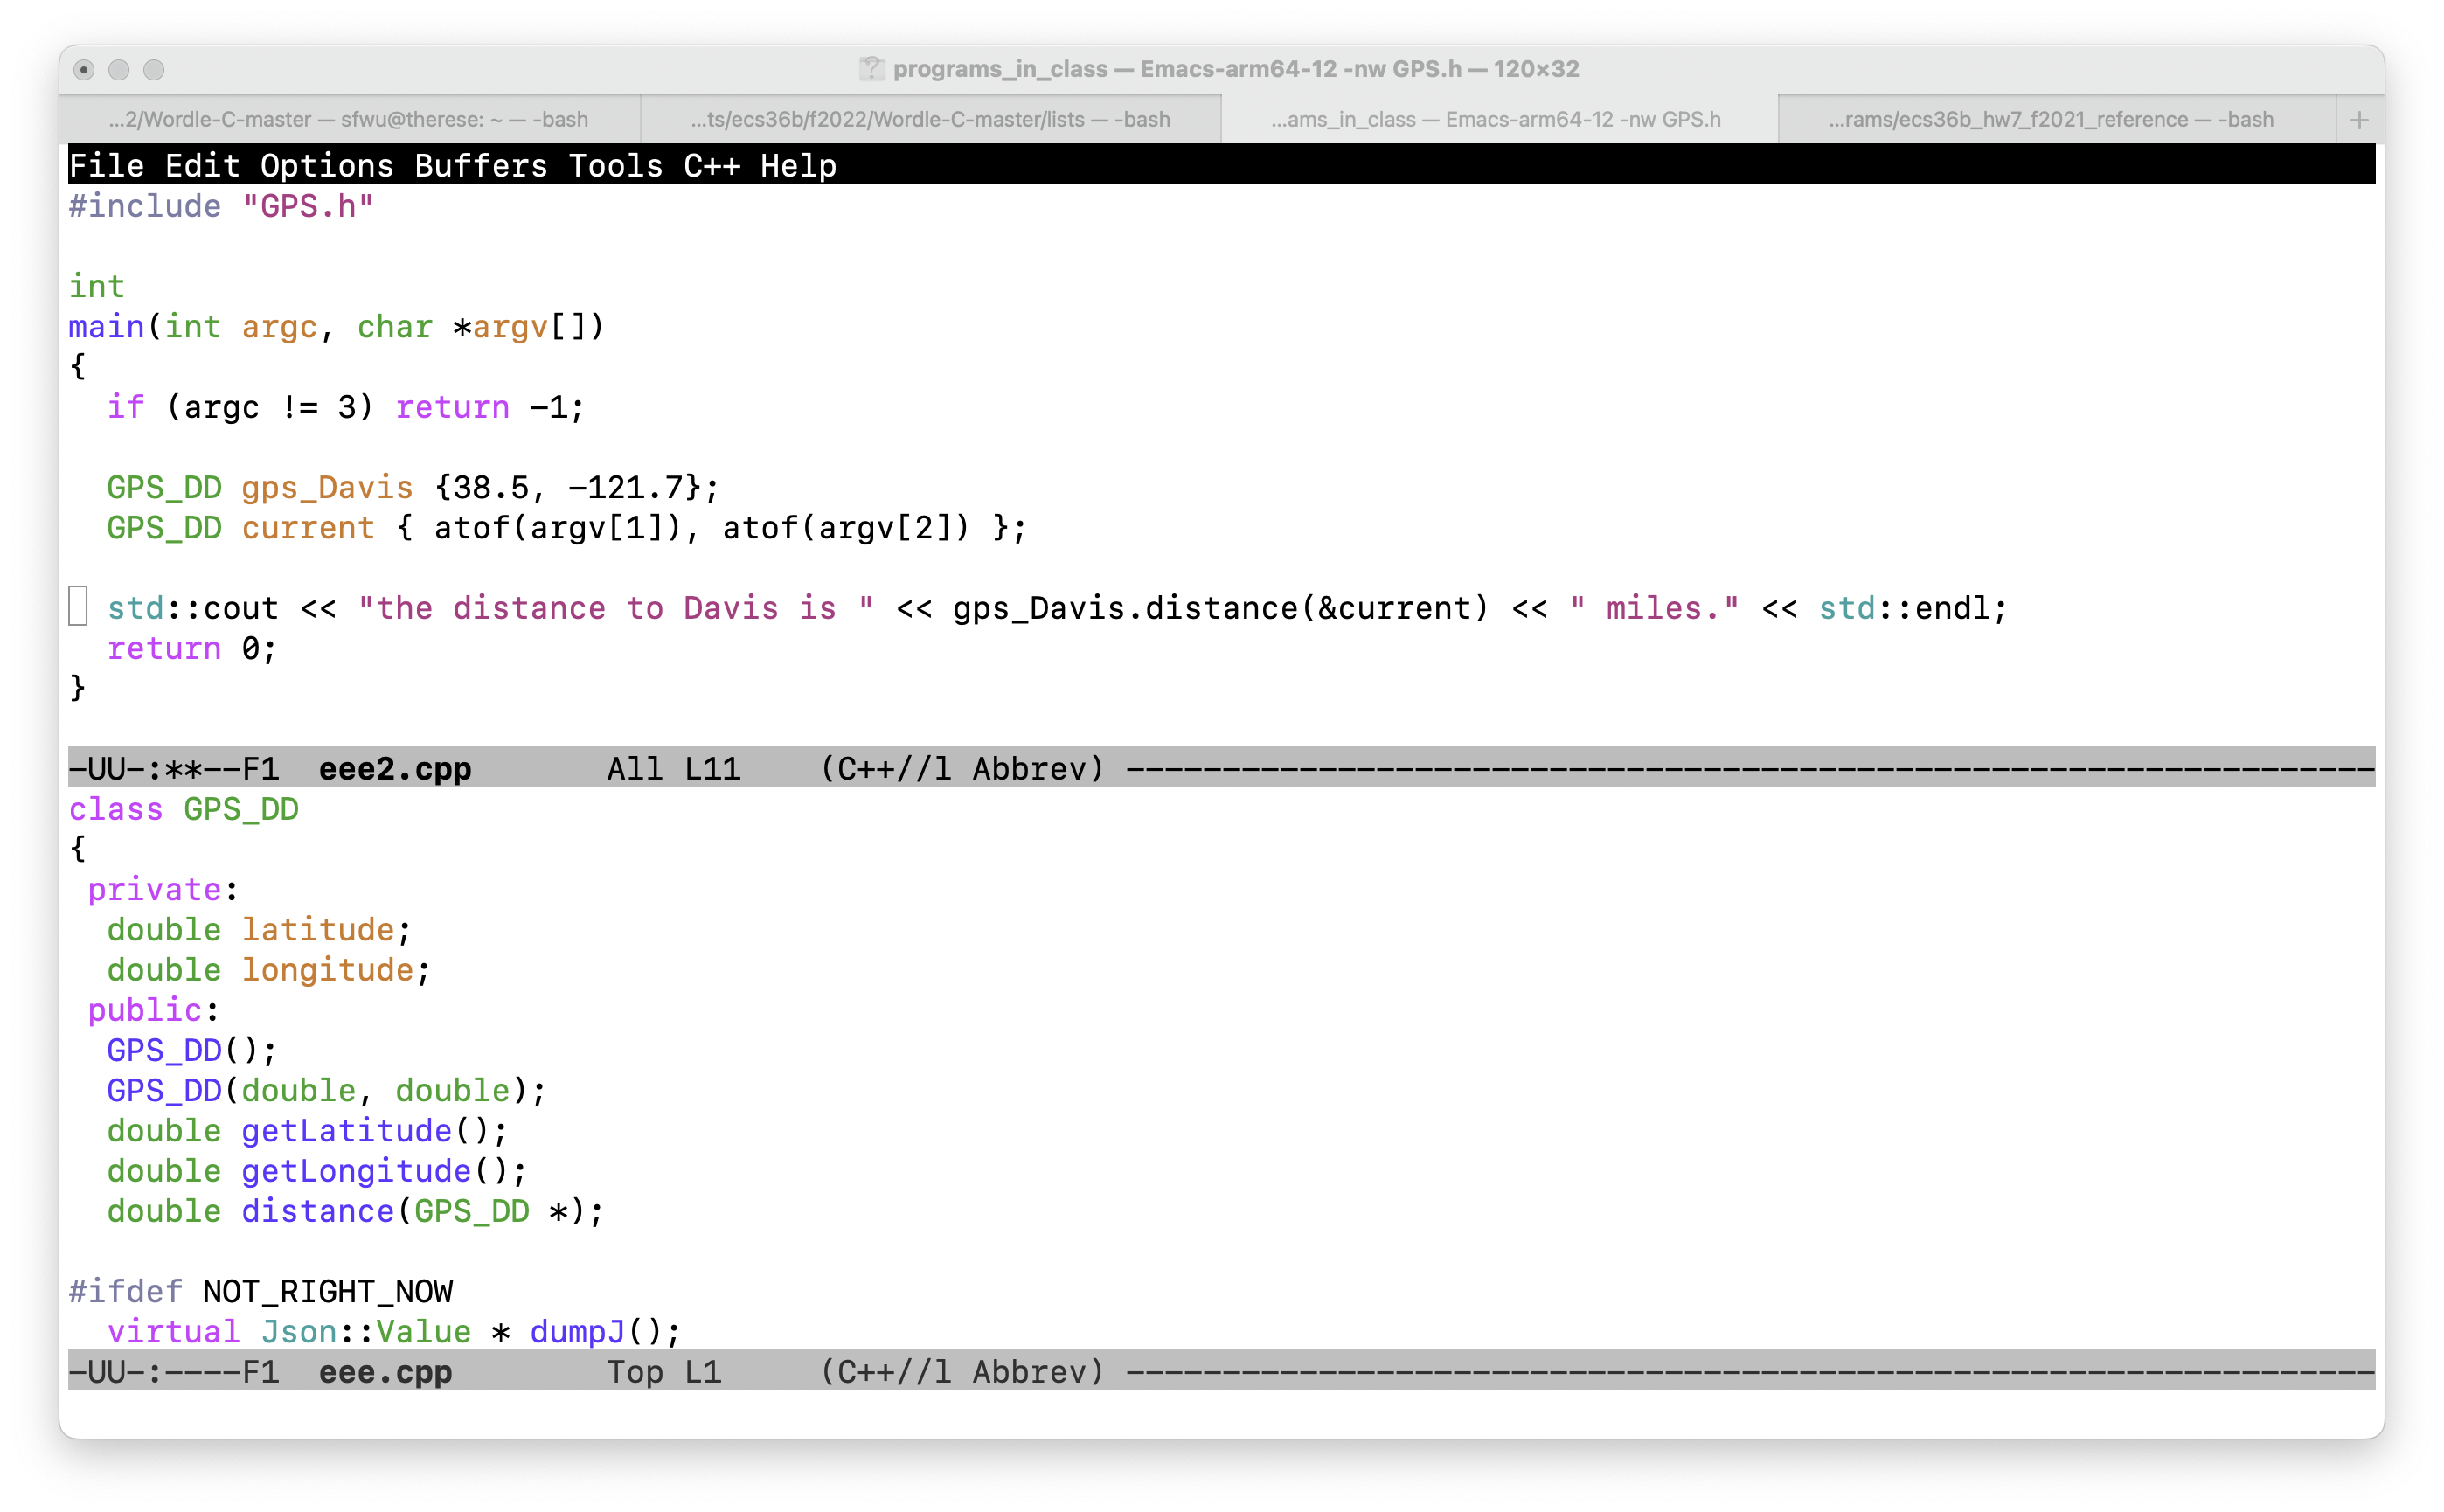 programs_in_class — Emacs-arm64-12 -nw GPS.h — 120×32
...2/Wordle-C-master — sfwu@therese: ~ — -bash
...ts/ecs36b/f2022/Wordle-C-master/lists — -bash
...ams_in_class — Emacs-arm64-12 -nw GPS.h
...rams/ecs36b_hw7_f2021_reference — -bash
+
File Edit Options Buffers Tools C++ Help
#include "GPS.h"
int
main(int argc, char *argv[])
{
  if (argc != 3) return -1;
  GPS_DD gps_Davis {38.5, -121.7};
  GPS_DD current { atof(argv[1]), atof(argv[2]) };
  std::cout << "the distance to Davis is " << gps_Davis.distance(&current) << " miles." << std::endl;
  return 0;
}
-UU-:**--F1  eee2.cpp       All L11    (C++//l Abbrev) -----------------------------------------------------------------
class GPS_DD
{
 private:
  double latitude;
  double longitude;
 public:
  GPS_DD();
  GPS_DD(double, double);
  double getLatitude();
  double getLongitude();
  double distance(GPS_DD *);
#ifdef NOT_RIGHT_NOW
  virtual Json::Value * dumpJ();
-UU-:----F1  eee.cpp        Top L1     (C++//l Abbrev) -----------------------------------------------------------------